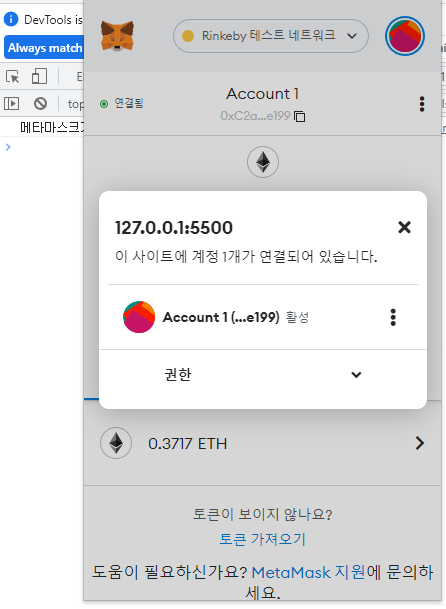 DevTools is
Always match
Rinkeby 테스트 네트워크
E
top
연결됨
Account 1
0xC2a...e199
메타마스크
127.0.0.1:5500
이 사이트에 계정 1개가 연결되어 있습니다.
Account 1 (...e199) 활성
권한
0.3717 ETH
토큰이 보이지 않나요?
토큰 가져오기
도움이 필요하신가요? MetaMask 지원에 문의하
세요.